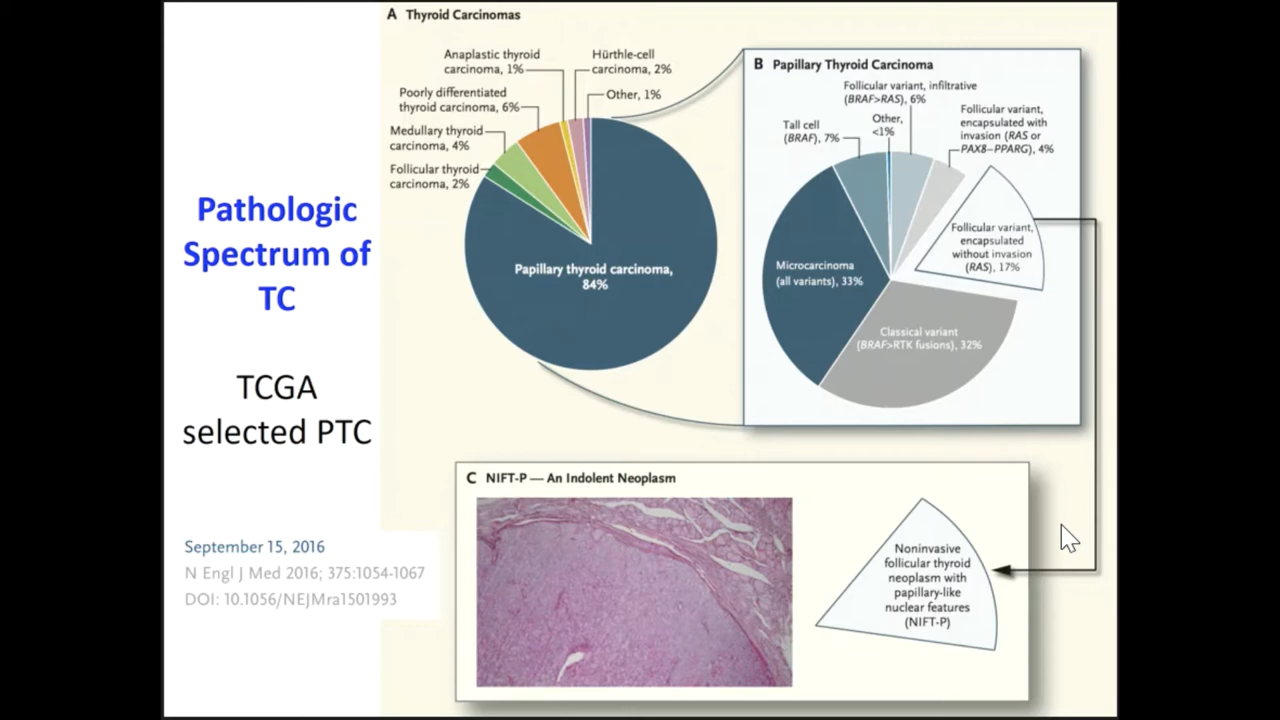 Pathologic
Spectrum of
TC
TCGA
selected PTC
September 15, 2016
N Engl J Med 2016; 375:1054-1067
DOI: 10.1056/NEJMra1501993
A Thyroid Carcinomas
Anaplastic thyroid
carcinoma, 1%
Hürthle-cell
carcinoma, 2%
Poorly differentiated
thyroid carcinoma, 6%
Other, 1%
Medullary thyroid
carcinoma, 4%
Follicular thyroid
carcinoma, 2%
Papillary thyroid carcinoma,
84%
B Papillary Thyroid Carcinoma
Follicular variant, infiltrative
(BRAF>RAS), 6%
Tall cell
(BRAF), 7%
Other,
<1%
Follicular variant,
encapsulated with
invasion (RAS or
PAX8–PPARG), 4%
Follicular variant,
encapsulated
without invasion
(RAS), 17%
Microcarcinoma
(all variants), 33%
Classical variant
(BRAF>RTK fusions), 32%
C NIFT-P — An Indolent Neoplasm
Noninvasive
follicular thyroid
neoplasm with
papillary-like
nuclear features
(NIFT-P)